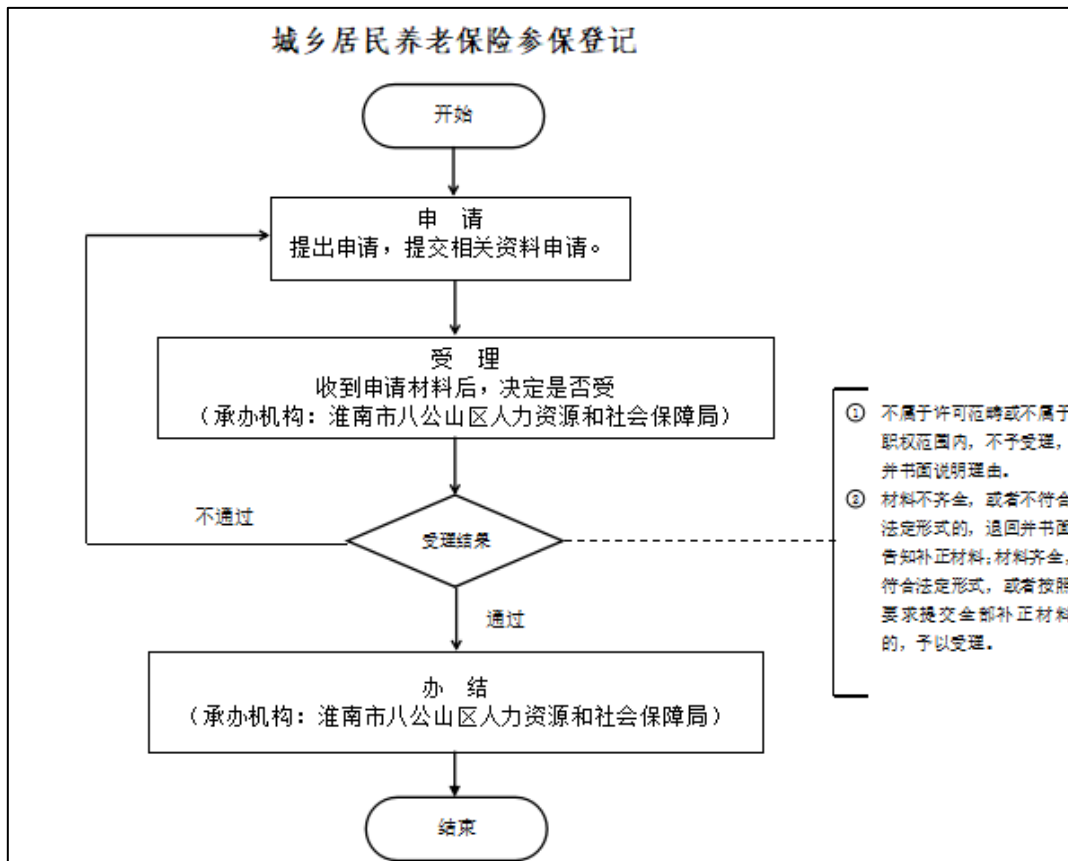 城乡居民养老保险参保登记
开始
申 请
提出申请，提交相关资料申请。
受 理
收到申请材料后，决定是否受
（承办机构：淮南市八公山区人力资源和社会保障局）
不通过
受理结果
① 不属于许可范畴或不属于
职权范围内，不予受理，
并书面说明理由。
② 材料不齐全，或者不符合
法定形式的，退回并书面
告知补正材料;材料齐全，
符合法定形式，或者按照
要求提交全部补正材料
的，予以受理。
通过
办 结
（承办机构：淮南市八公山区人力资源和社会保障局）
结束